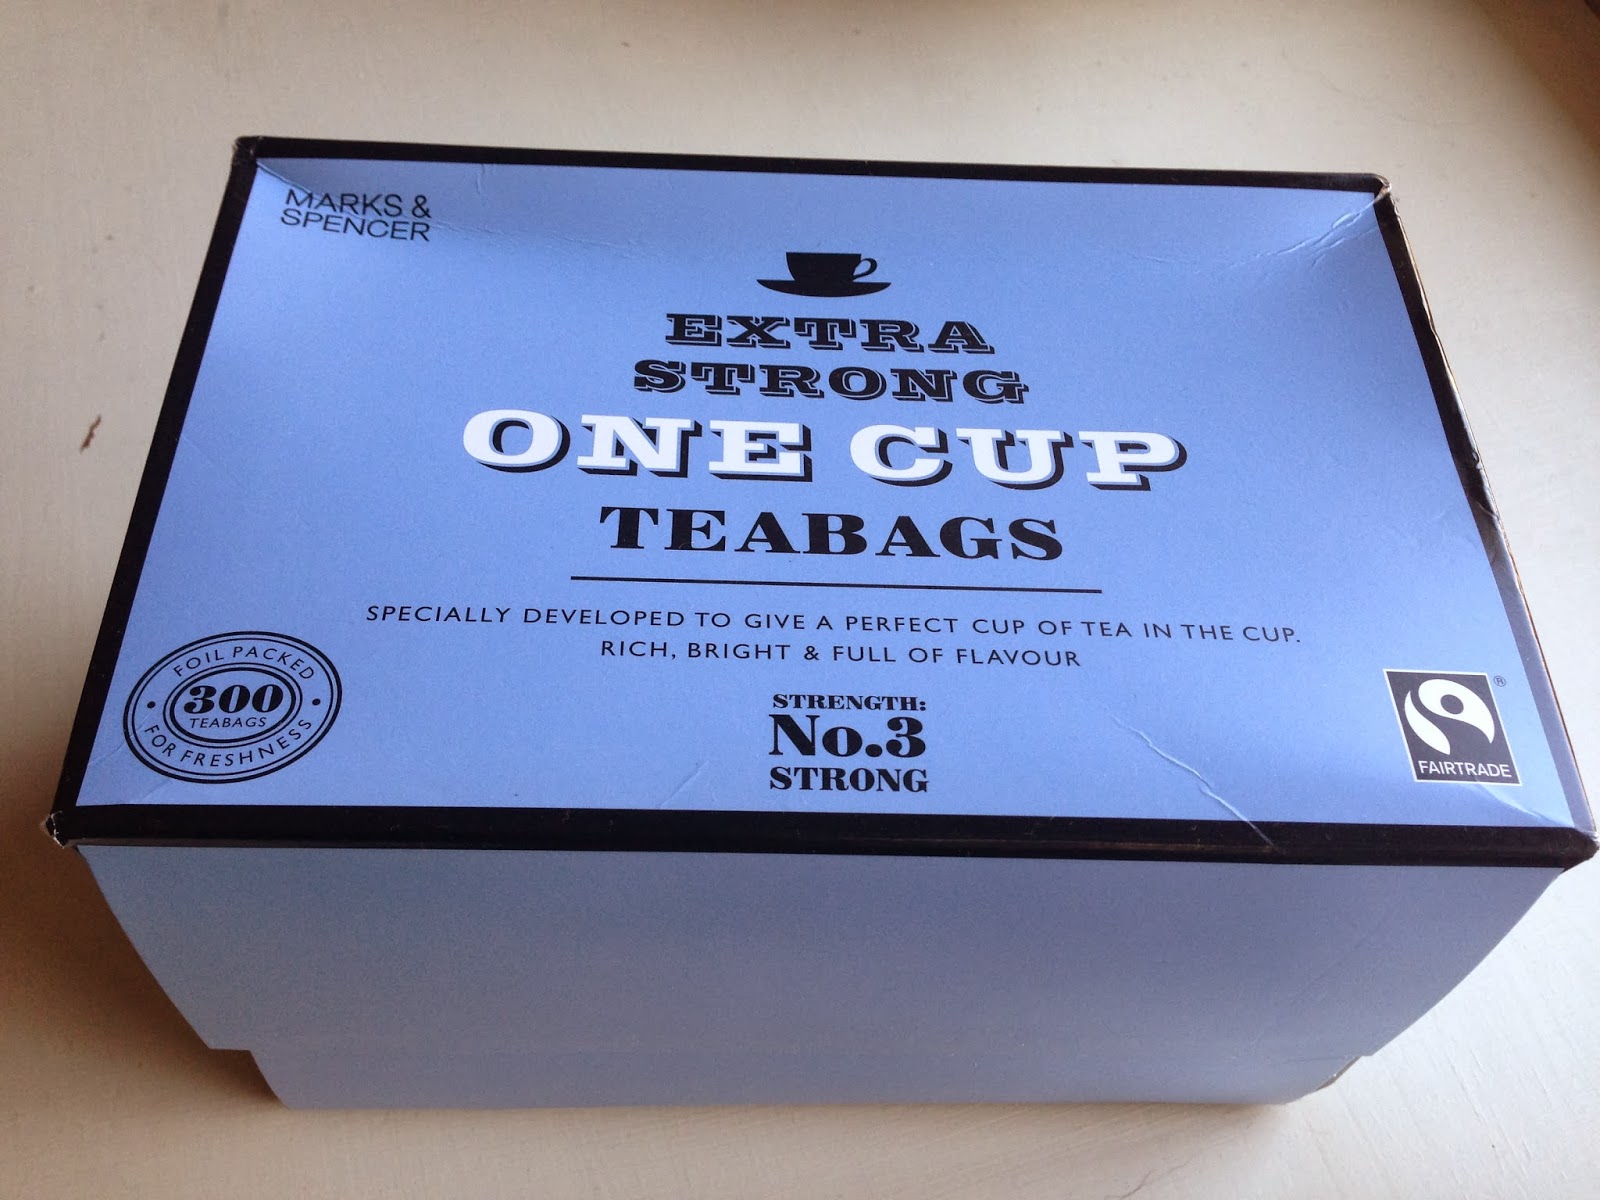 MARKS &
SPENCER
EXTRA
STRONG
ONE CUP
TEABAGS
SPECIALLY DEVELOPED TO GIVE A PERFECT CUP OF TEA IN THE CUP.
RICH, BRIGHT & FULL OF FLAVOUR
FOIL PACKED
300
TEABAGS
FOR FRESHNESS
STRENGTH:
No.3
STRONG
®
FAIRTRADE